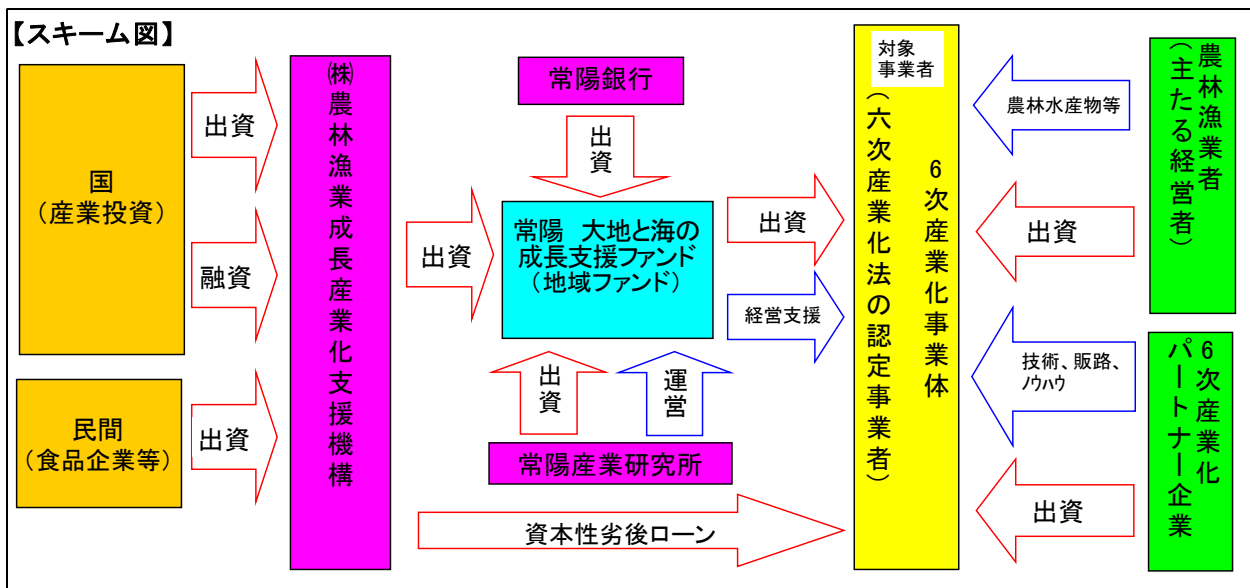 【スキーム図】
国
(産業投資)
民間
(食品企業等)
出資
融資
出資
㈱農林漁業成長産業化支援機構
出資
常陽銀行
出資
常陽 大地と海の
成長支援ファンド
(地域ファンド)
出資
運営
常陽産業研究所
資本性劣後ローン
出資
経営支援
対象
事業者
6次産業化事業体
(六次産業化法の認定事業者)
農林水産物等
出資
技術、販路、
ノウハウ
出資
農林漁業者
(主たる経営者)
6次産業化
パートナー企業